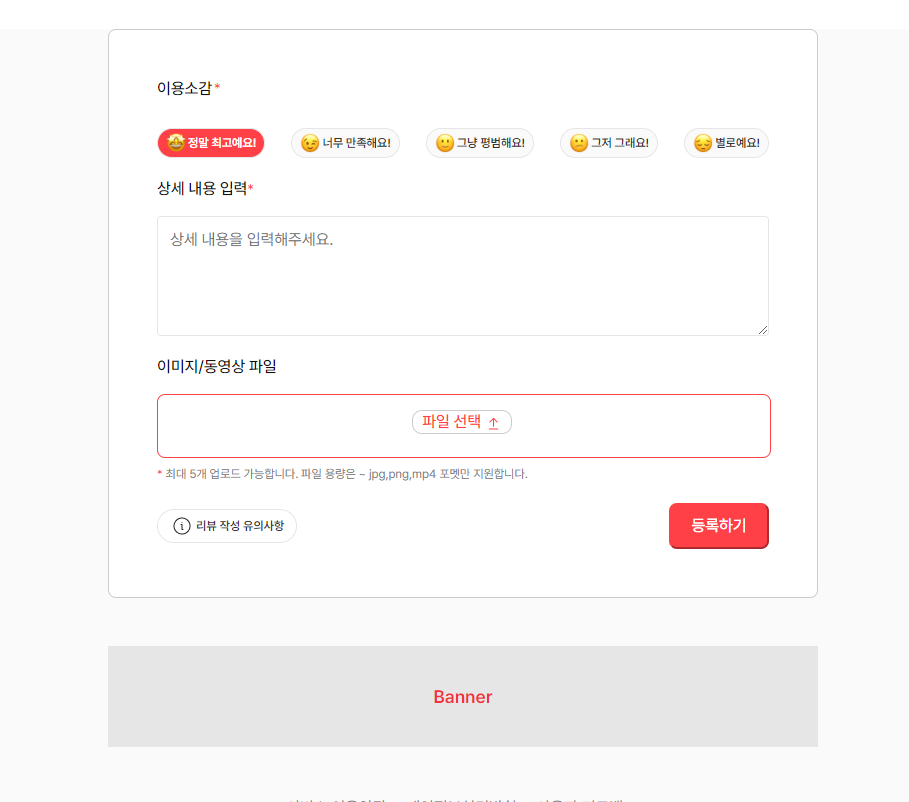 이용소감*
정말 최고예요! 너무 만족해요! 그냥 평범해요! 그저 그래요! 별로예요!
상세 내용 입력*
상세 내용을 입력해주세요.
이미지/동영상 파일
파일 선택
* 최대 5개 업로드 가능합니다. 파일 용량은 ~ jpg,png,mp4 포멧만 지원합니다.
리뷰 작성 유의사항 등록하기
Banner